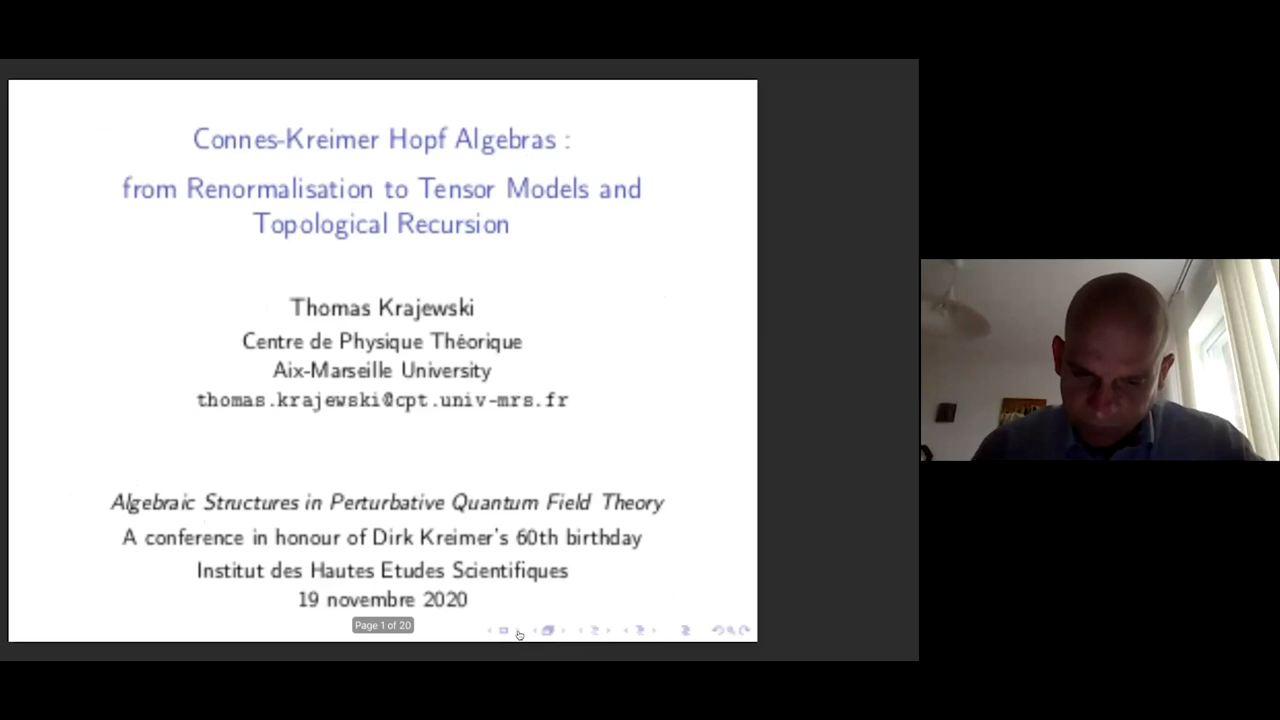 Connes-Kreimer Hopf Algebras :
from Renormalisation to Tensor Models and
Topological Recursion
Thomas Krajewski
Centre de Physique Théorique
Aix-Marseille University
thomas.krajewski@cpt.univ-mrs.fr
Algebraic Structures in Perturbative Quantum Field Theory
A conference in honour of Dirk Kreimer's 60th birthday
Institut des Hautes Etudes Scientifiques
19 novembre 2020
Page 1 of 20